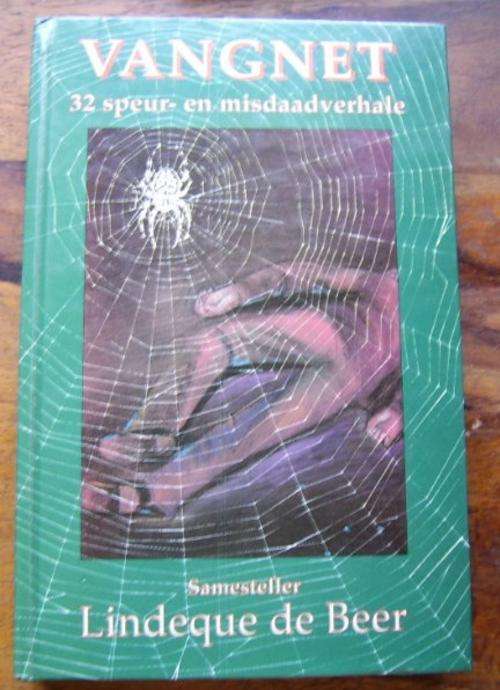 VANGNET
32 speur- en misdaadverhale
Samesteller
Lindeque de Beer